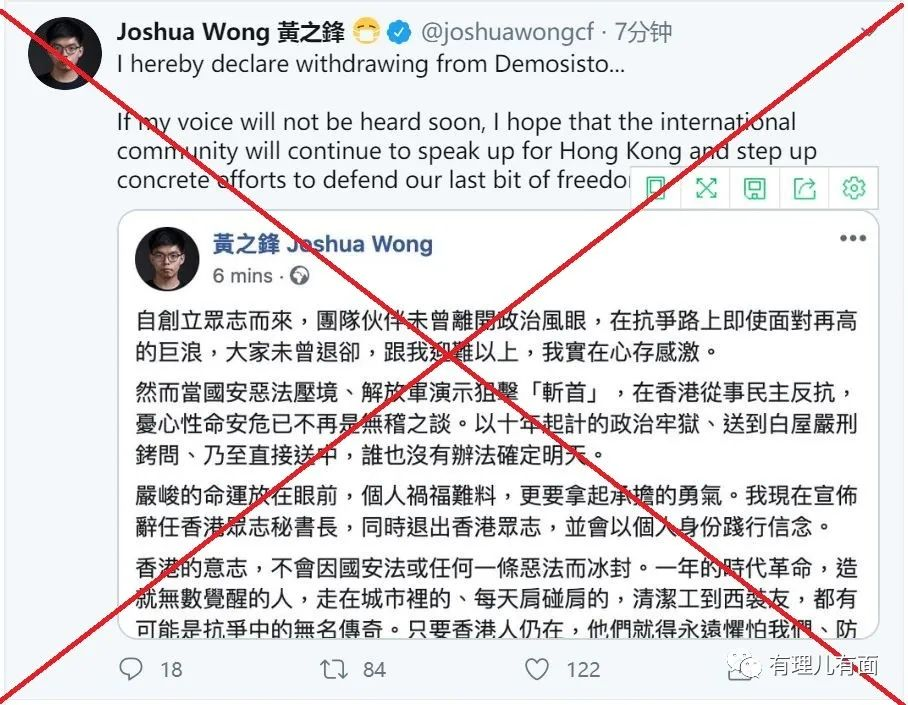 Joshua Wong 黃之鋒 @joshuawongcf · 7分钟
I hereby declare withdrawing from Demosisto...
If my voice will not be heard soon, I hope that the international
community will continue to speak up for Hong Kong and step up
concrete efforts to defend our last bit of
黃之鋒 Joshua Wong
6 mins ·
自創立眾志而來，團隊伙伴未曾離開政治風眼，在抗爭路上即使面對再高
的巨浪，大家未曾退卻，跟我迎難以上，我實在心存感激。
然而當國安惡法壓境、解放軍演示狙擊「斬首」，在香港從事民主反抗，
憂心性命安危已不再是無稽之談。以十年起計的政治牢獄、送到白屋嚴刑
銬問、乃至直接送中，誰也沒有辦法確定明天。
嚴峻的命運放在眼前，個人禍福難料，更要拿起承擔的勇氣。我現在宣佈
辭任香港眾志秘書長，同時退出香港眾志，並會以個人身份踐行信念。
香港的意志，不會因國安法或任何一條惡法而冰封。一年的時代革命，造
就無數覺醒的人，走在城市裡的、每天肩碰肩的，清潔工到西裝友，都有
可能是抗爭中的無名傳奇。只要香港人仍在，他們就得永遠懼怕我們、防
18 84 122
有理儿有面